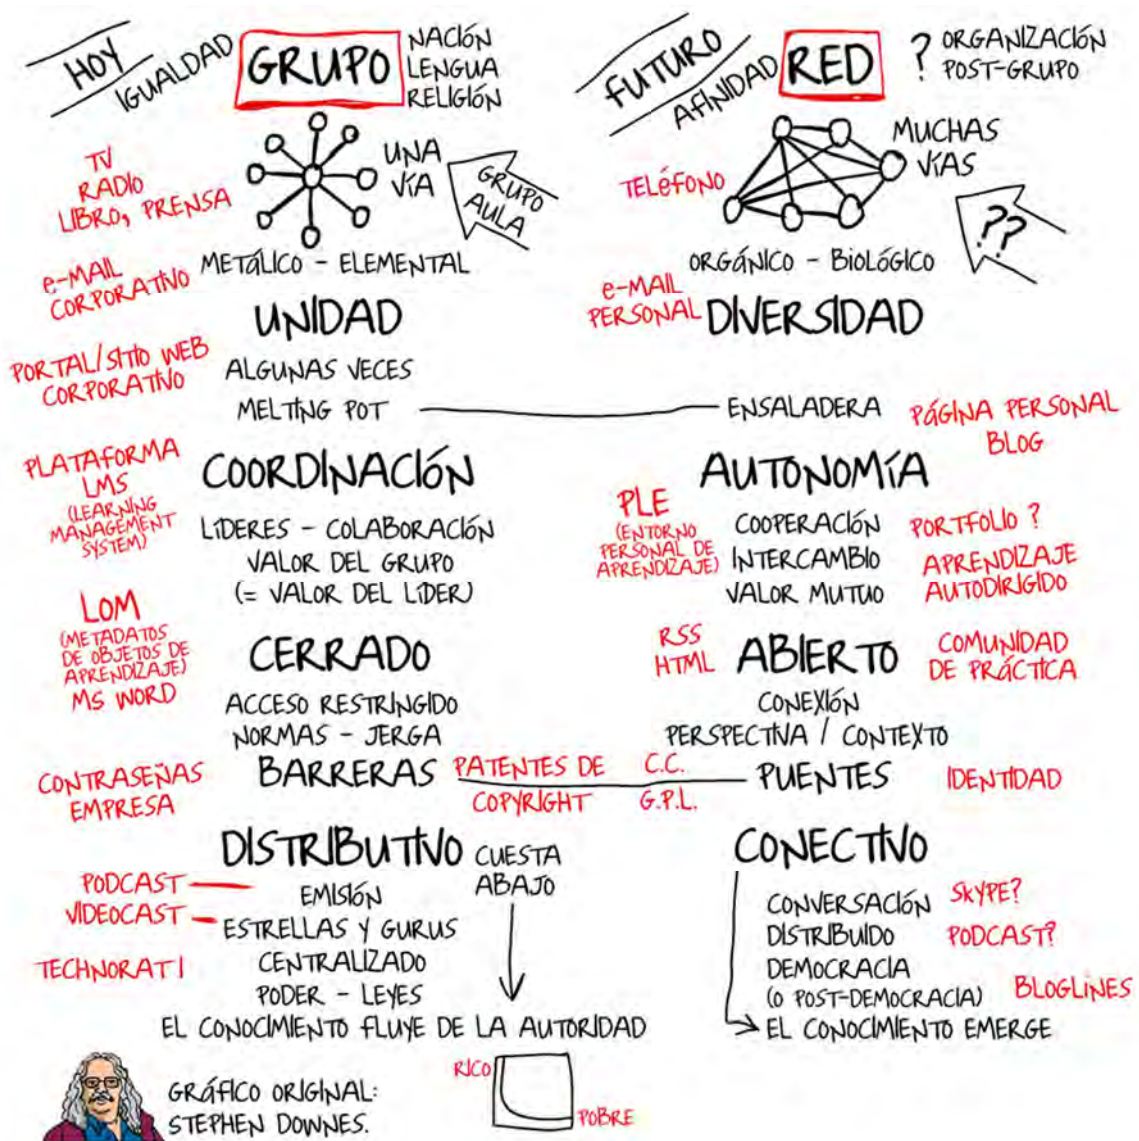 HOY
IGUALDAD
GRUPO
NACIÓN
LENGUA
RELIGIÓN
TV
RADIO
LIBRO, PRENSA
UNA
VÍA
GRUPO
AULA
METÁLICO - ELEMENTAL
e-MAIL
CORPORATIVO
UNIDAD
PORTAL/SITIO WEB
CORPORATIVO
ALGUNAS VECES
MELTING POT
PLATAFORMA
LMS
(LEARNING
MANAGEMENT
SYSTEM)
COORDINACIÓN
LÍDERES - COLABORACIÓN
VALOR DEL GRUPO
(= VALOR DEL LÍDER)
LOM
(METADATOS
DE OBJETOS DE
APRENDIZAJE)
MS WORD
CERRADO
ACCESO RESTRINGIDO
NORMAS - JERGA
CONTRASEÑAS
EMPRESA
BARRERAS
PATENTES DE
COPYRIGHT
DISTRIBUTIVO
CUESTA
ABAJO
PODCAST
VIDEOCAST
TECHNORATI
EMISIÓN
ESTRELLAS Y GURUS
CENTRALIZADO
PODER - LEYES
EL CONOCIMIENTO FLUYE DE LA AUTORIDAD
RICO
POBRE
GRÁFICO ORIGINAL:
STEPHEN DOWNES.
FUTURO
AFINIDAD
RED
? ORGANIZACIÓN
POST-GRUPO
MUCHAS
VÍAS
TELÉFONO
??
ORGÁNICO - BIOLÓGICO
e-MAIL
PERSONAL
DIVERSIDAD
ENSALADERA
PÁGINA PERSONAL
BLOG
AUTONOMÍA
PLE
(ENTORNO
PERSONAL DE
APRENDIZAJE)
COOPERACIÓN
INTERCAMBIO
VALOR MUTUO
PORTFOLIO ?
APRENDIZAJE
AUTODIRIGIDO
RSS
HTML
ABIERTO
COMUNIDAD
DE PRÁCTICA
CONEXIÓN
PERSPECTIVA / CONTEXTO
C.C.
G.P.L.
PUENTES
IDENTIDAD
CONECTIVO
CONVERSACIÓN
SKYPE?
DISTRIBUÍDO
PODCAST?
DEMOCRACIA
(O POST-DEMOCRACIA)
BLOGLINES
EL CONOCIMIENTO EMERGE